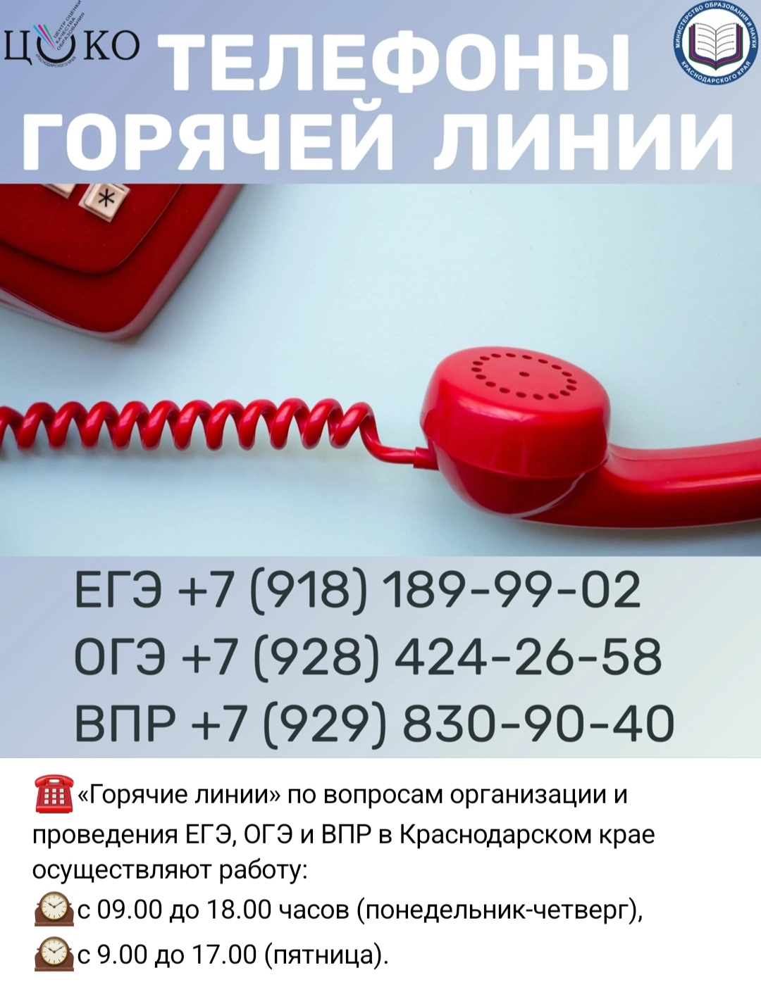 ЦОКО
ЦЕНТР ОЦЕНКИ
КАЧЕСТВА
ОБРАЗОВАНИЯ
КРАСНОДАРСКОГО КРАЯ
МИНИСТЕРСТВО ОБРАЗОВАНИЯ И НАУКИ
КРАСНОДАРСКОГО КРАЯ
ТЕЛЕФОНЫ
ГОРЯЧЕЙ ЛИНИИ
*
ЕГЭ +7 (918) 189-99-02
ОГЭ +7 (928) 424-26-58
ВПР +7 (929) 830-90-40
☎️«Горячие линии» по вопросам организации и
проведения ЕГЭ, ОГЭ и ВПР в Краснодарском крае
осуществляют работу:
🕰с 09.00 до 18.00 часов (понедельник-четверг),
🕰с 9.00 до 17.00 (пятница).